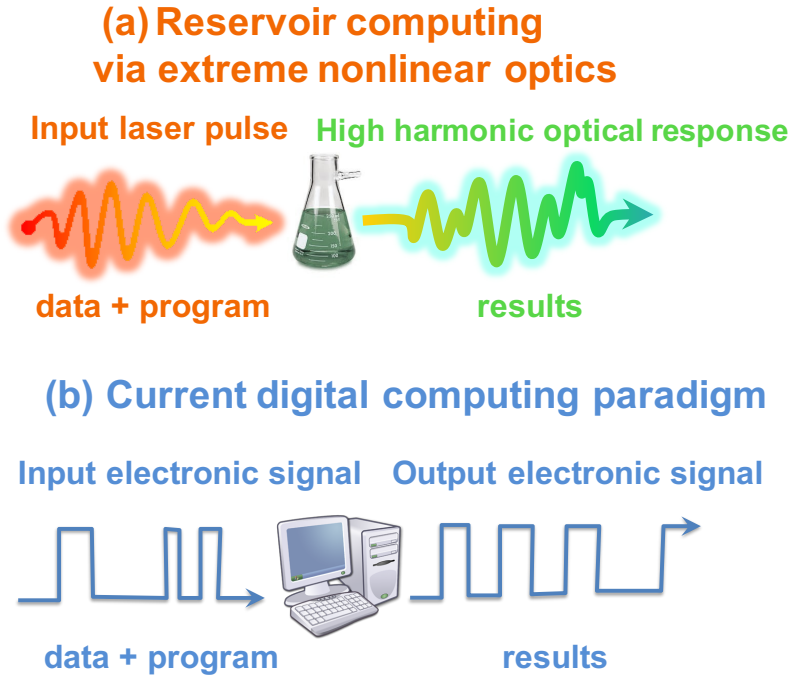 (a) Reservoir computing
via extreme nonlinear optics
Input laser pulse
High harmonic optical response
data + program
results
(b) Current digital computing paradigm
Input electronic signal
Output electronic signal
data + program
results